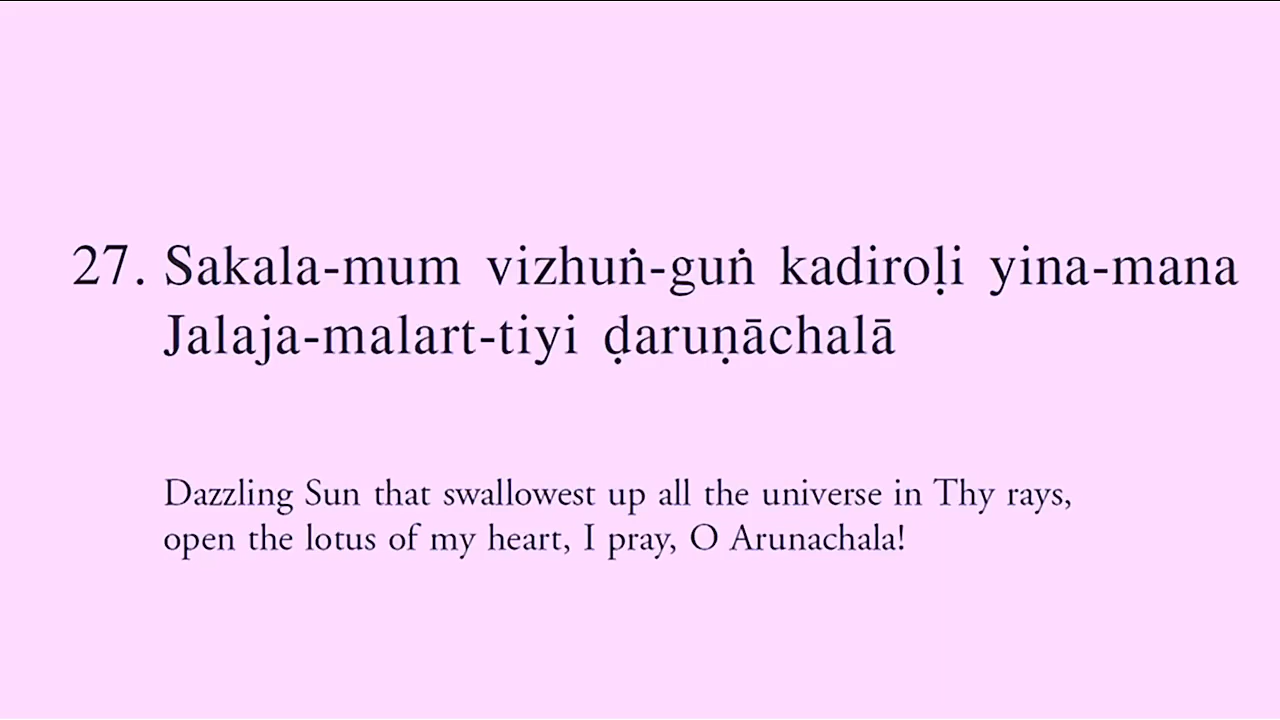 27. Sakala-mum vizhuṅ-guṅ kadiroḷi yina-mana
Jalaja-malart-tiyi ḍaruṇāchalā
Dazzling Sun that swallowest up all the universe in Thy rays,
open the lotus of my heart, I pray, O Arunachala!